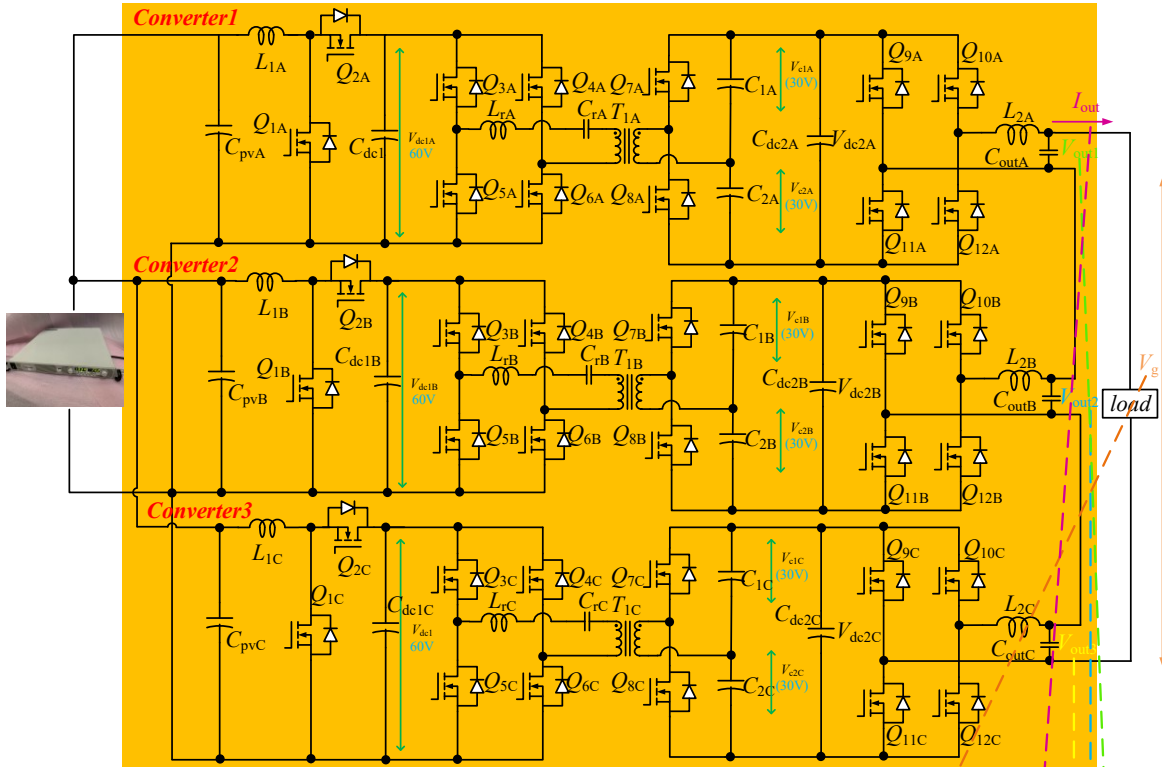 Converter1
L1A
Q2A
Q1A
CpvA
Cdc1
Vdc1A
60V
Q3A
Q4A
Q7A
LrA
CrA
T1A
Q5A
Q6A
Q8A
C1A
C2A
Vc1A
(30V)
Vc2A
(30V)
Cdc2A
Vdc2A
Q9A
Q10A
Q11A
Q12A
L2A
CoutA
Iout
Converter2
L1B
Q2B
Q1B
CpvB
Cdc1B
Vdc1B
60V
Q3B
Q4B
Q7B
LrB
CrB
T1B
Q5B
Q6B
Q8B
C1B
C2B
Vc1B
(30V)
Vc2B
(30V)
Cdc2B
Vdc2B
Q9B
Q10B
Q11B
Q12B
L2B
CoutB
Vout2
Vg
load
Converter3
L1C
Q2C
Q1C
CpvC
Cdc1C
Vdc1
60V
Q3C
Q4C
Q7C
LrC
CrC
T1C
Q5C
Q6C
Q8C
C1C
C2C
Vc1C
(30V)
Vc2C
(30V)
Cdc2C
Vdc2C
Q9C
Q10C
Q11C
Q12C
L2C
CoutC